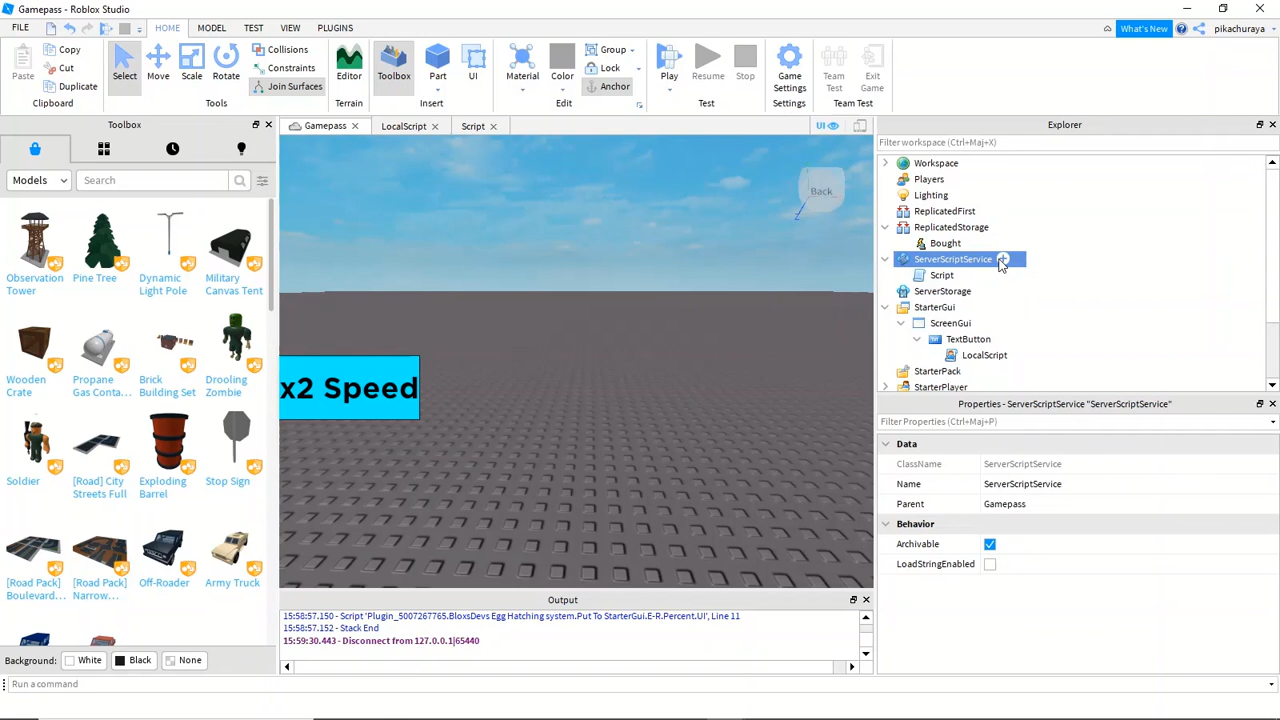 Gamepass - Roblox Studio
FILE HOME MODEL TEST VIEW PLUGINS
What's New pikachuraya
Paste Copy Cut Duplicate
Select Move Scale Rotate
Collisions Constraints Join Surfaces
Editor Toolbox Part UI
Material Color Group Lock Anchor
Play Resume Stop
Game Settings Team Test Exit Game
Clipboard Tools Terrain Insert Edit Test Settings Team Test
Toolbox
Models Search
Observation Tower
Pine Tree
Dynamic Light Pole
Military Canvas Tent
Wooden Crate
Propane Gas Conta...
Brick Building Set
Drooling Zombie
Soldier
[Road] City Streets Full
Exploding Barrel
Stop Sign
[Road Pack] Boulevard...
[Road Pack] Narrow...
Off-Roader
Army Truck
Background: White Black None
Run a command
Gamepass LocalScript Script UI
Back
x2 Speed
Output
15:58:57.150 - Script 'Plugin_5007267765.BloxsDevs Egg Hatching system.Put To StarterGui.E-R.Percent.UI', Line 11
15:58:57.152 - Stack End
15:59:30.443 - Disconnect from 127.0.0.1|65440
Explorer
Filter workspace (Ctrl+Maj+X)
Workspace
Players
Lighting
ReplicatedFirst
ReplicatedStorage
Bought
ServerScriptService
Script
ServerStorage
StarterGui
ScreenGui
TextButton
LocalScript
StarterPack
StarterPlayer
Properties - ServerScriptService "ServerScriptService"
Filter Properties (Ctrl+Maj+P)
Data
ClassName ServerScriptService
Name ServerScriptService
Parent Gamepass
Behavior
Archivable
LoadStringEnabled